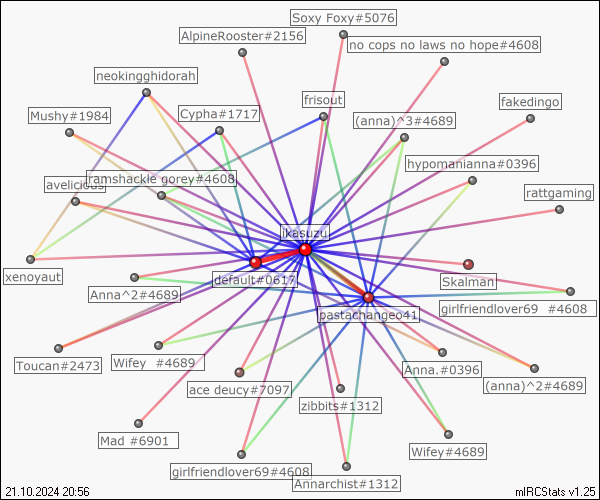 Soxy Foxy#5076
AlpineRooster#2156
no cops no laws no hope#4608
neokingghidorah
frisout
fakedingo
Mushy#1984
Cypha#1717
(anna)^3#4689
hypomanianna#0396
ramshackle gorey#4608
avelicious
rattgaming
ikasuzu
xenoyaut
default#0617
Skalman
Anna^2#4689
pastachangeo41
girlfriendlover69 #4608
Toucan#2473
Wifey #4689
Anna.#0396
ace deucy#7097
(anna)^2#4689
zibbits#1312
Mad #6901
Wifey#4689
girlfriendlover69#4608
Annarchist#1312
21.10.2024 20:56
mIRCStats v1.25